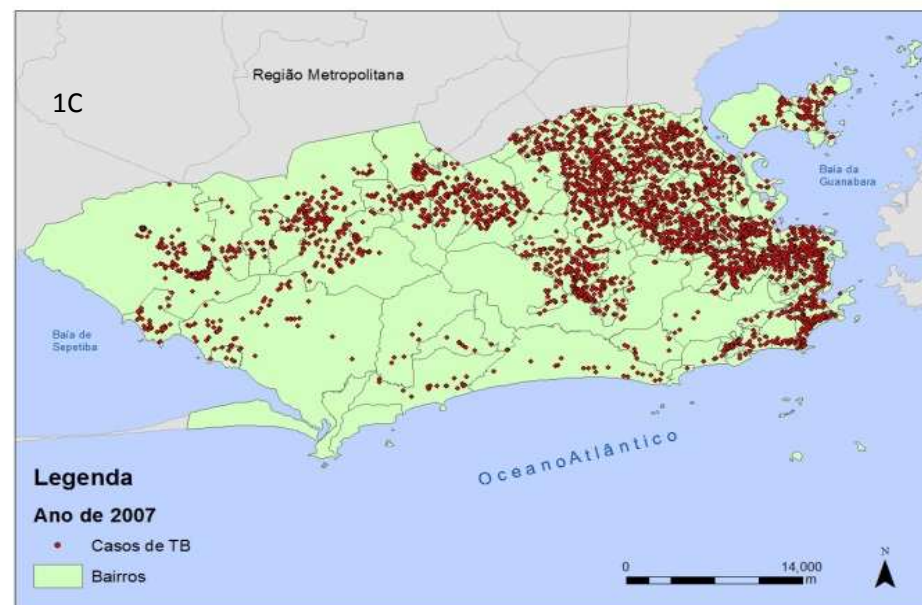 Região Metropolitana
1C
Baía da
Guanabara
Baía de
Sepetiba
OceanoAtlântico
Legenda
Ano de 2007
Casos de TB
Bairros
0 14,000
m
N